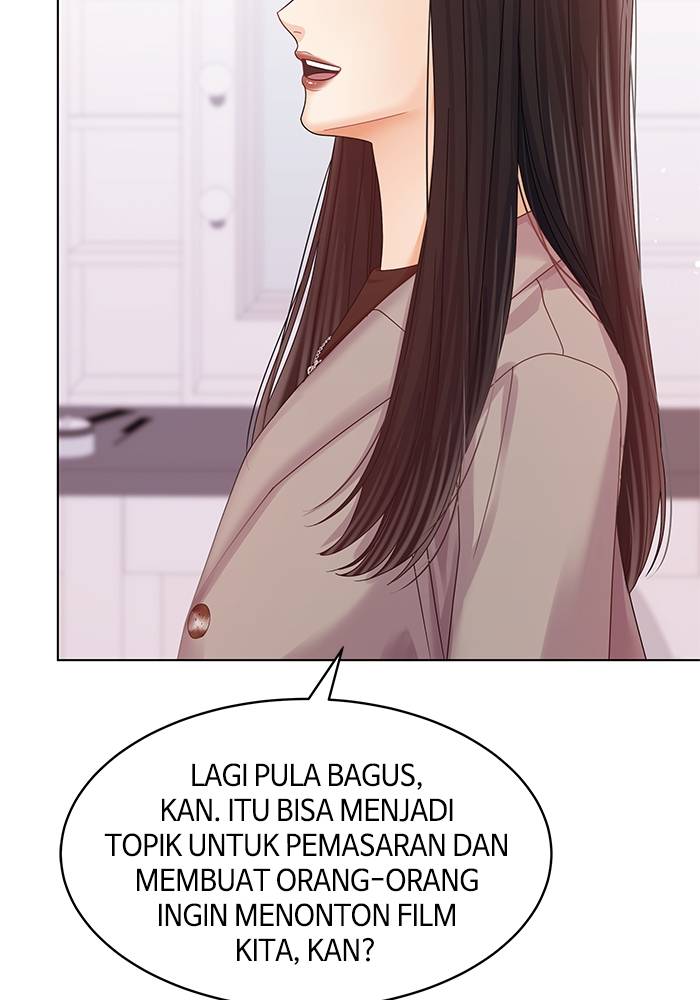 LAGI PULA BAGUS,
KAN. ITU BISA MENJADI
TOPIK UNTUK PEMASARAN DAN
MEMBUAT ORANG-ORANG
INGIN MENONTON FILM
KITA, KAN?